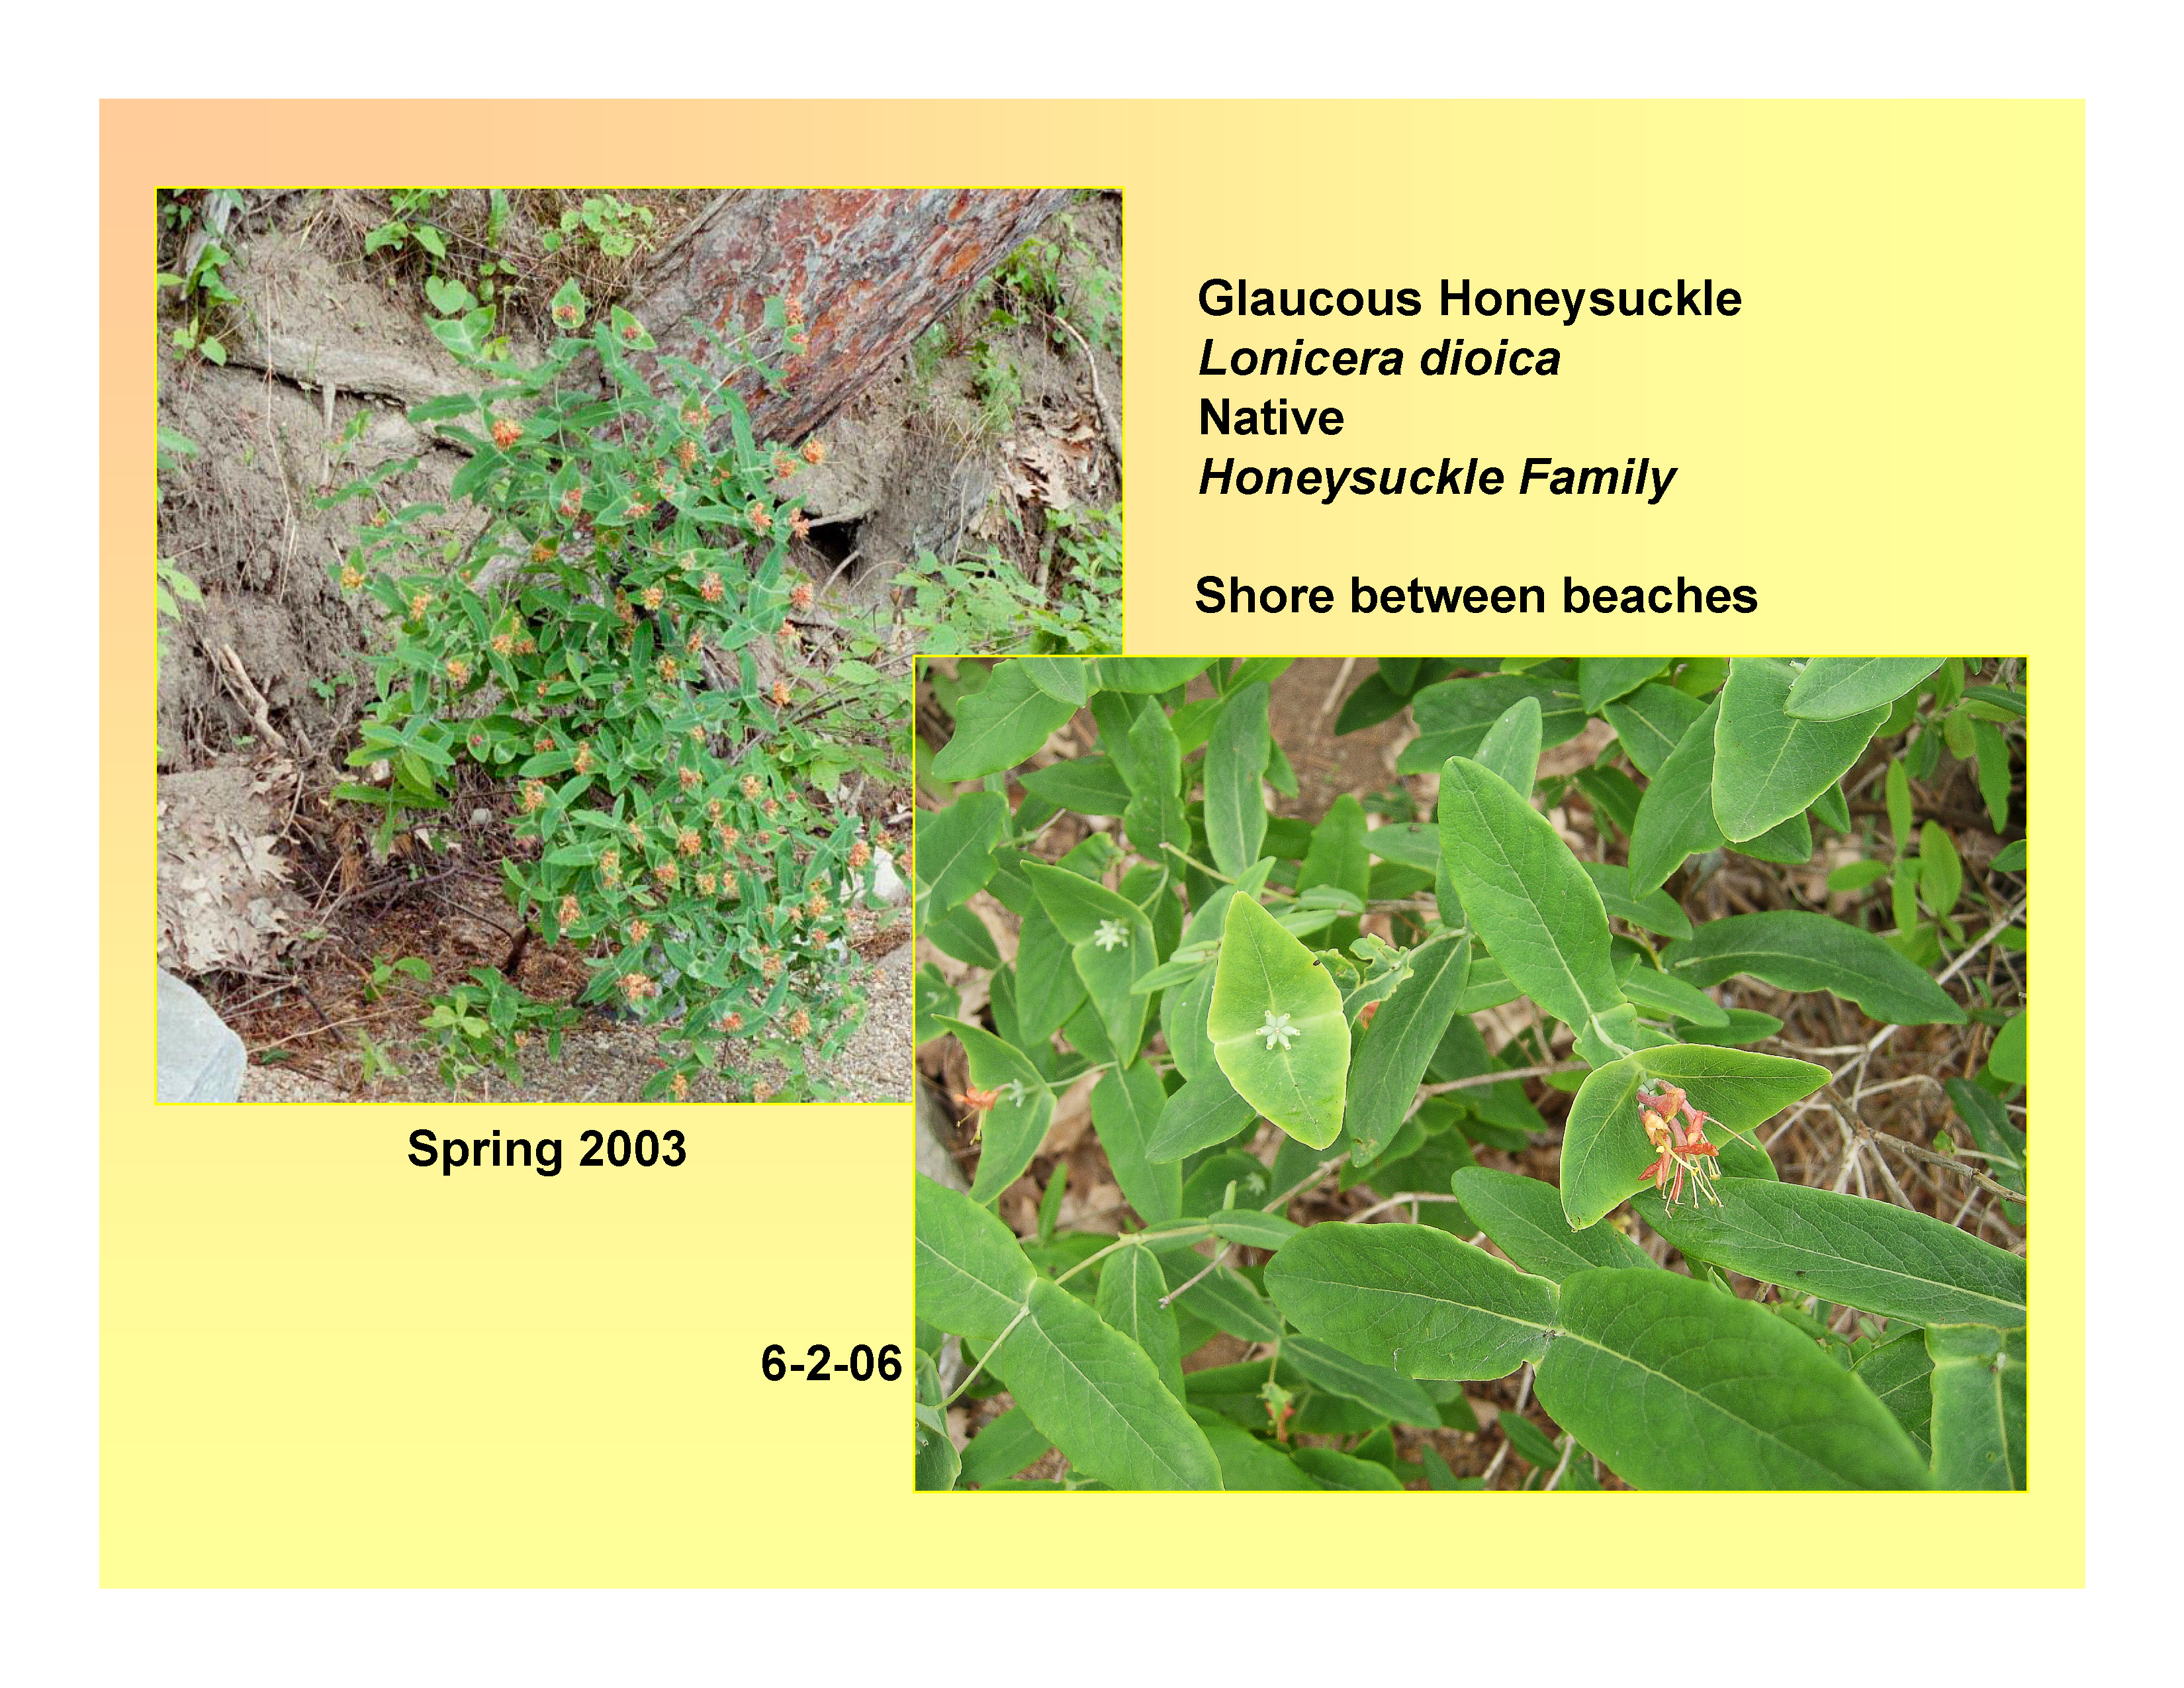 Glaucous Honeysuckle
Lonicera dioica
Native
Honeysuckle Family
Shore between beaches
Spring 2003
6-2-06